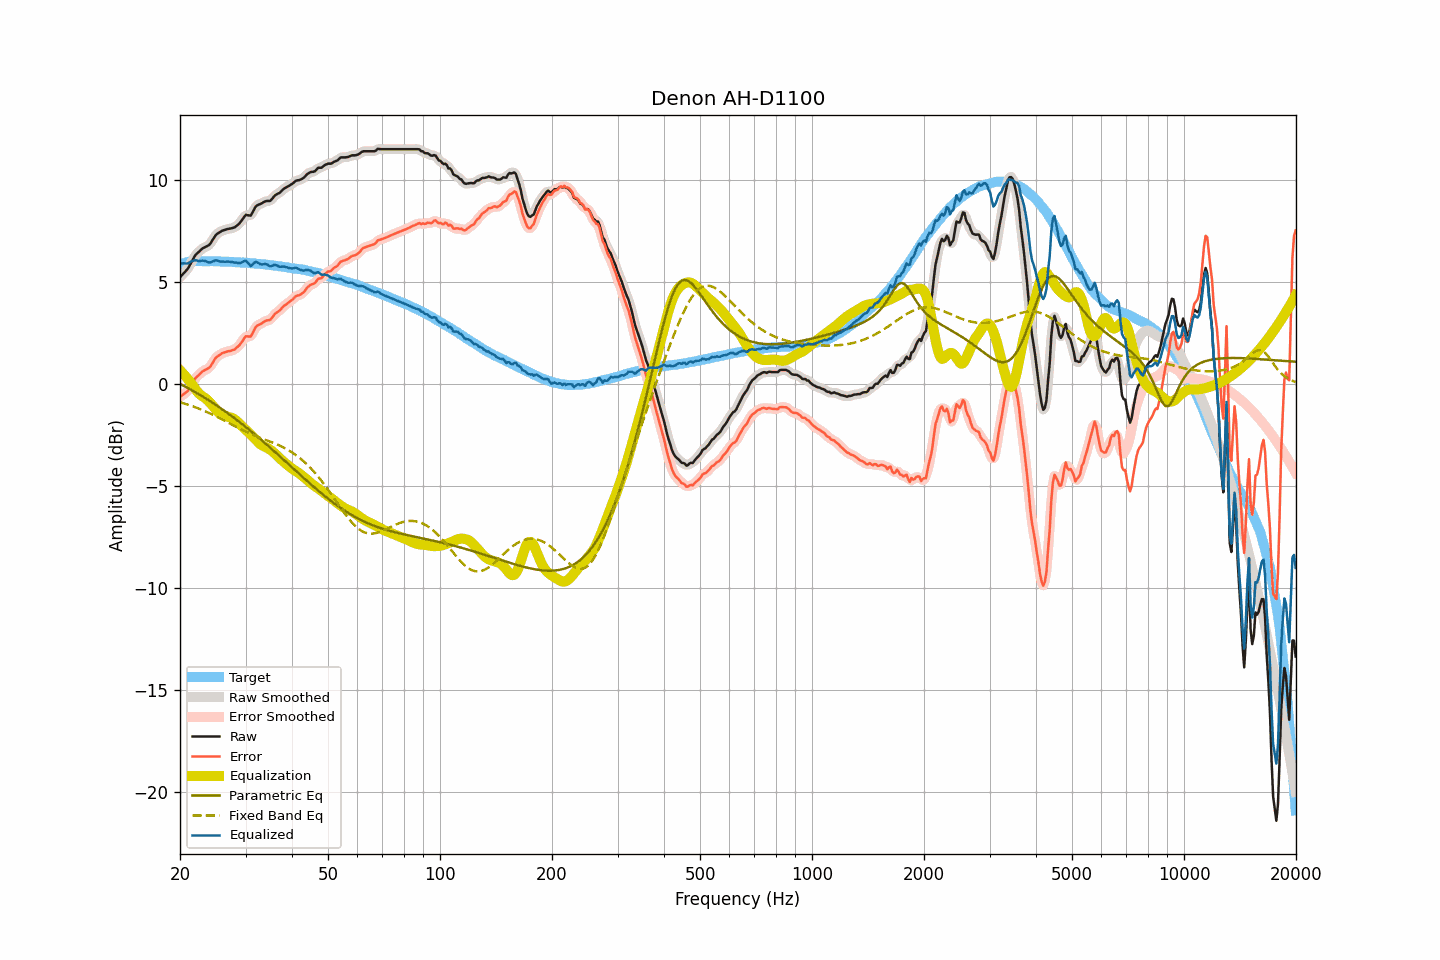 Denon AH-D1100
Amplitude (dBr)
10
5
0
−5
−10
−15
−20
Target
Raw Smoothed
Error Smoothed
Raw
Error
Equalization
Parametric Eq
Fixed Band Eq
Equalized
20 50 100 200 500 1000 2000 5000 10000 20000
Frequency (Hz)